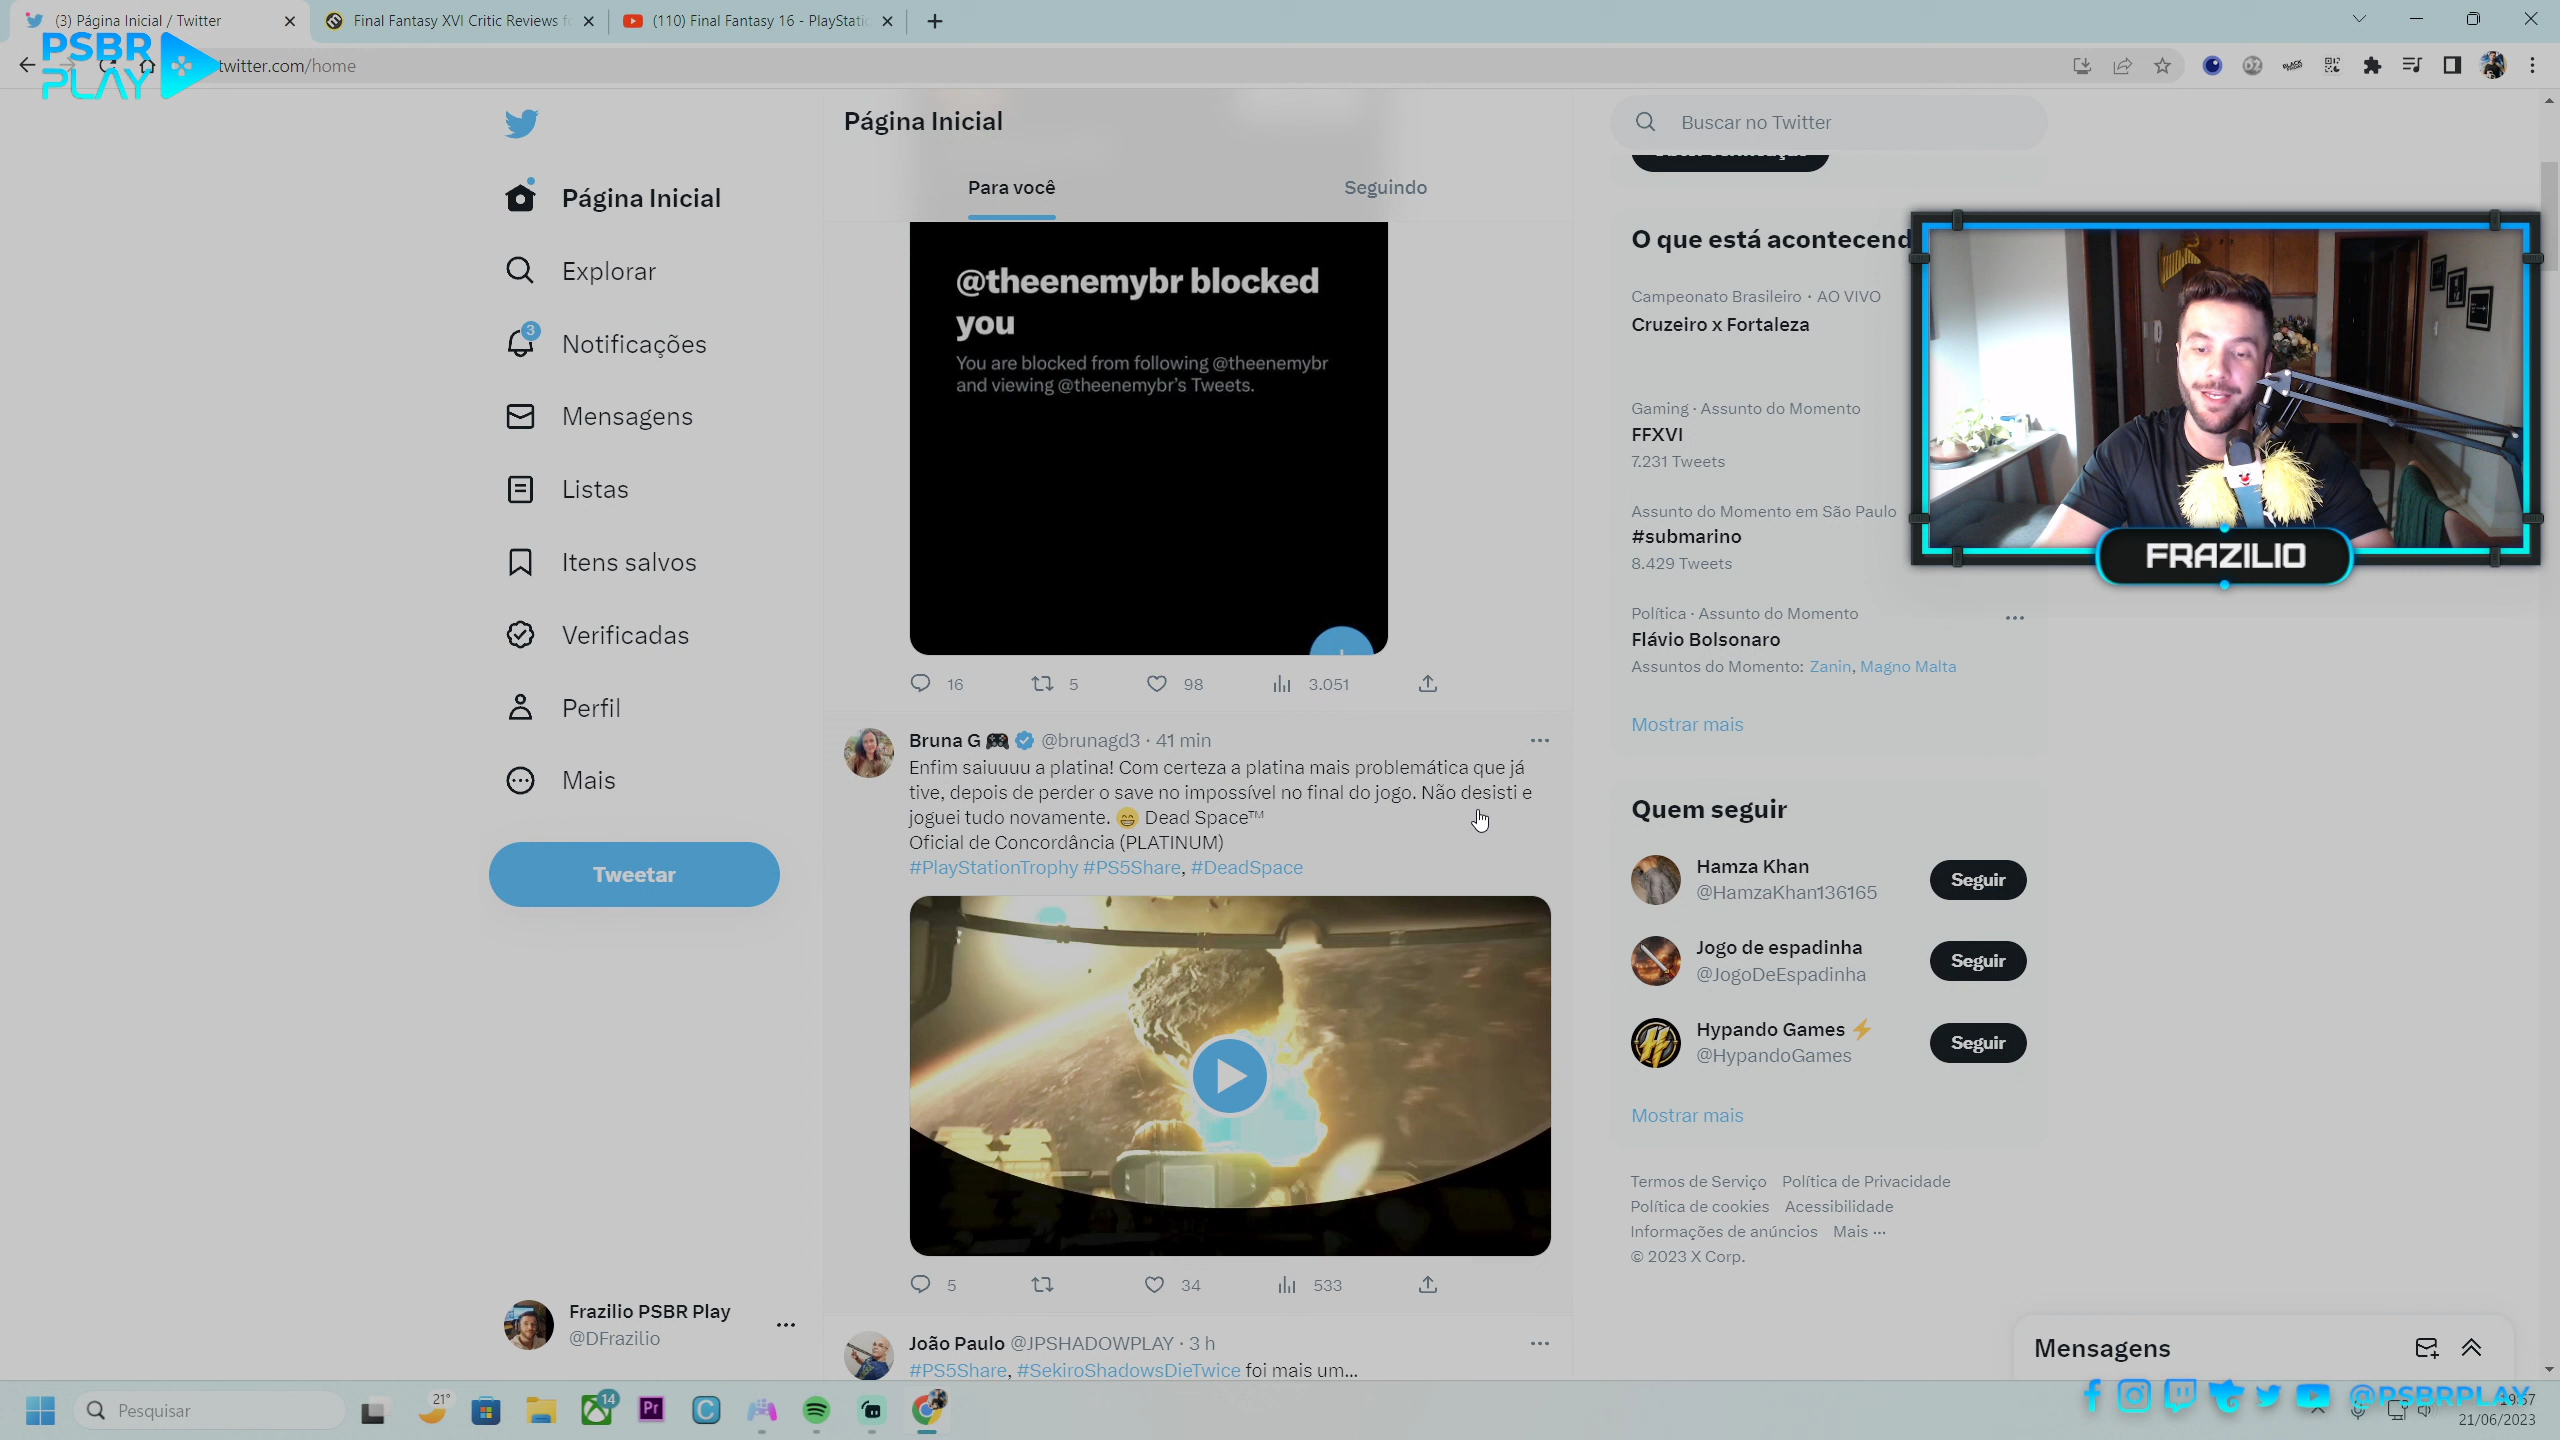 (3) Página Inicial / Twitter
Final Fantasy XVI Critic Reviews f
(110) Final Fantasy 16 - PlayStatio
PSBR
PLAY
twitter.com/home
Página Inicial
Para você
Seguindo
Buscar no Twitter
Página Inicial
Explorar
3
Notificações
Mensagens
Listas
Itens salvos
Verificadas
Perfil
Mais
Tweetar
Frazilio PSBR Play
@DFrazilio
@theenemybr blocked
you
You are blocked from following @theenemybr
and viewing @theenemybr's Tweets.
16
5
98
3.051
Bruna G @brunagd3 · 41 min
Enfim saiuuuu a platina! Com certeza a platina mais problemática que já
tive, depois de perder o save no impossível no final do jogo. Não desisti e
joguei tudo novamente. 😁 Dead Space™
Oficial de Concordância (PLATINUM)
#PlayStationTrophy #PS5Share, #DeadSpace
5
34
533
João Paulo @JPSHADOWPLAY · 3 h
#PS5Share, #SekiroShadowsDieTwice foi mais um...
O que está acontecend
Campeonato Brasileiro · AO VIVO
Cruzeiro x Fortaleza
Gaming · Assunto do Momento
FFXVI
7.231 Tweets
Assunto do Momento em São Paulo
#submarino
8.429 Tweets
Política · Assunto do Momento
Flávio Bolsonaro
Assuntos do Momento: Zanin, Magno Malta
Mostrar mais
FRAZILIO
Quem seguir
Hamza Khan
@HamzaKhan136165
Seguir
Jogo de espadinha
@JogoDeEspadinha
Seguir
Hypando Games ⚡
@HypandoGames
Seguir
Mostrar mais
Termos de Serviço Política de Privacidade
Política de cookies Acessibilidade
Informações de anúncios Mais ···
© 2023 X Corp.
Mensagens
Pesquisar
21°
14
Pr
@PSBRPLAY
21/06/2023